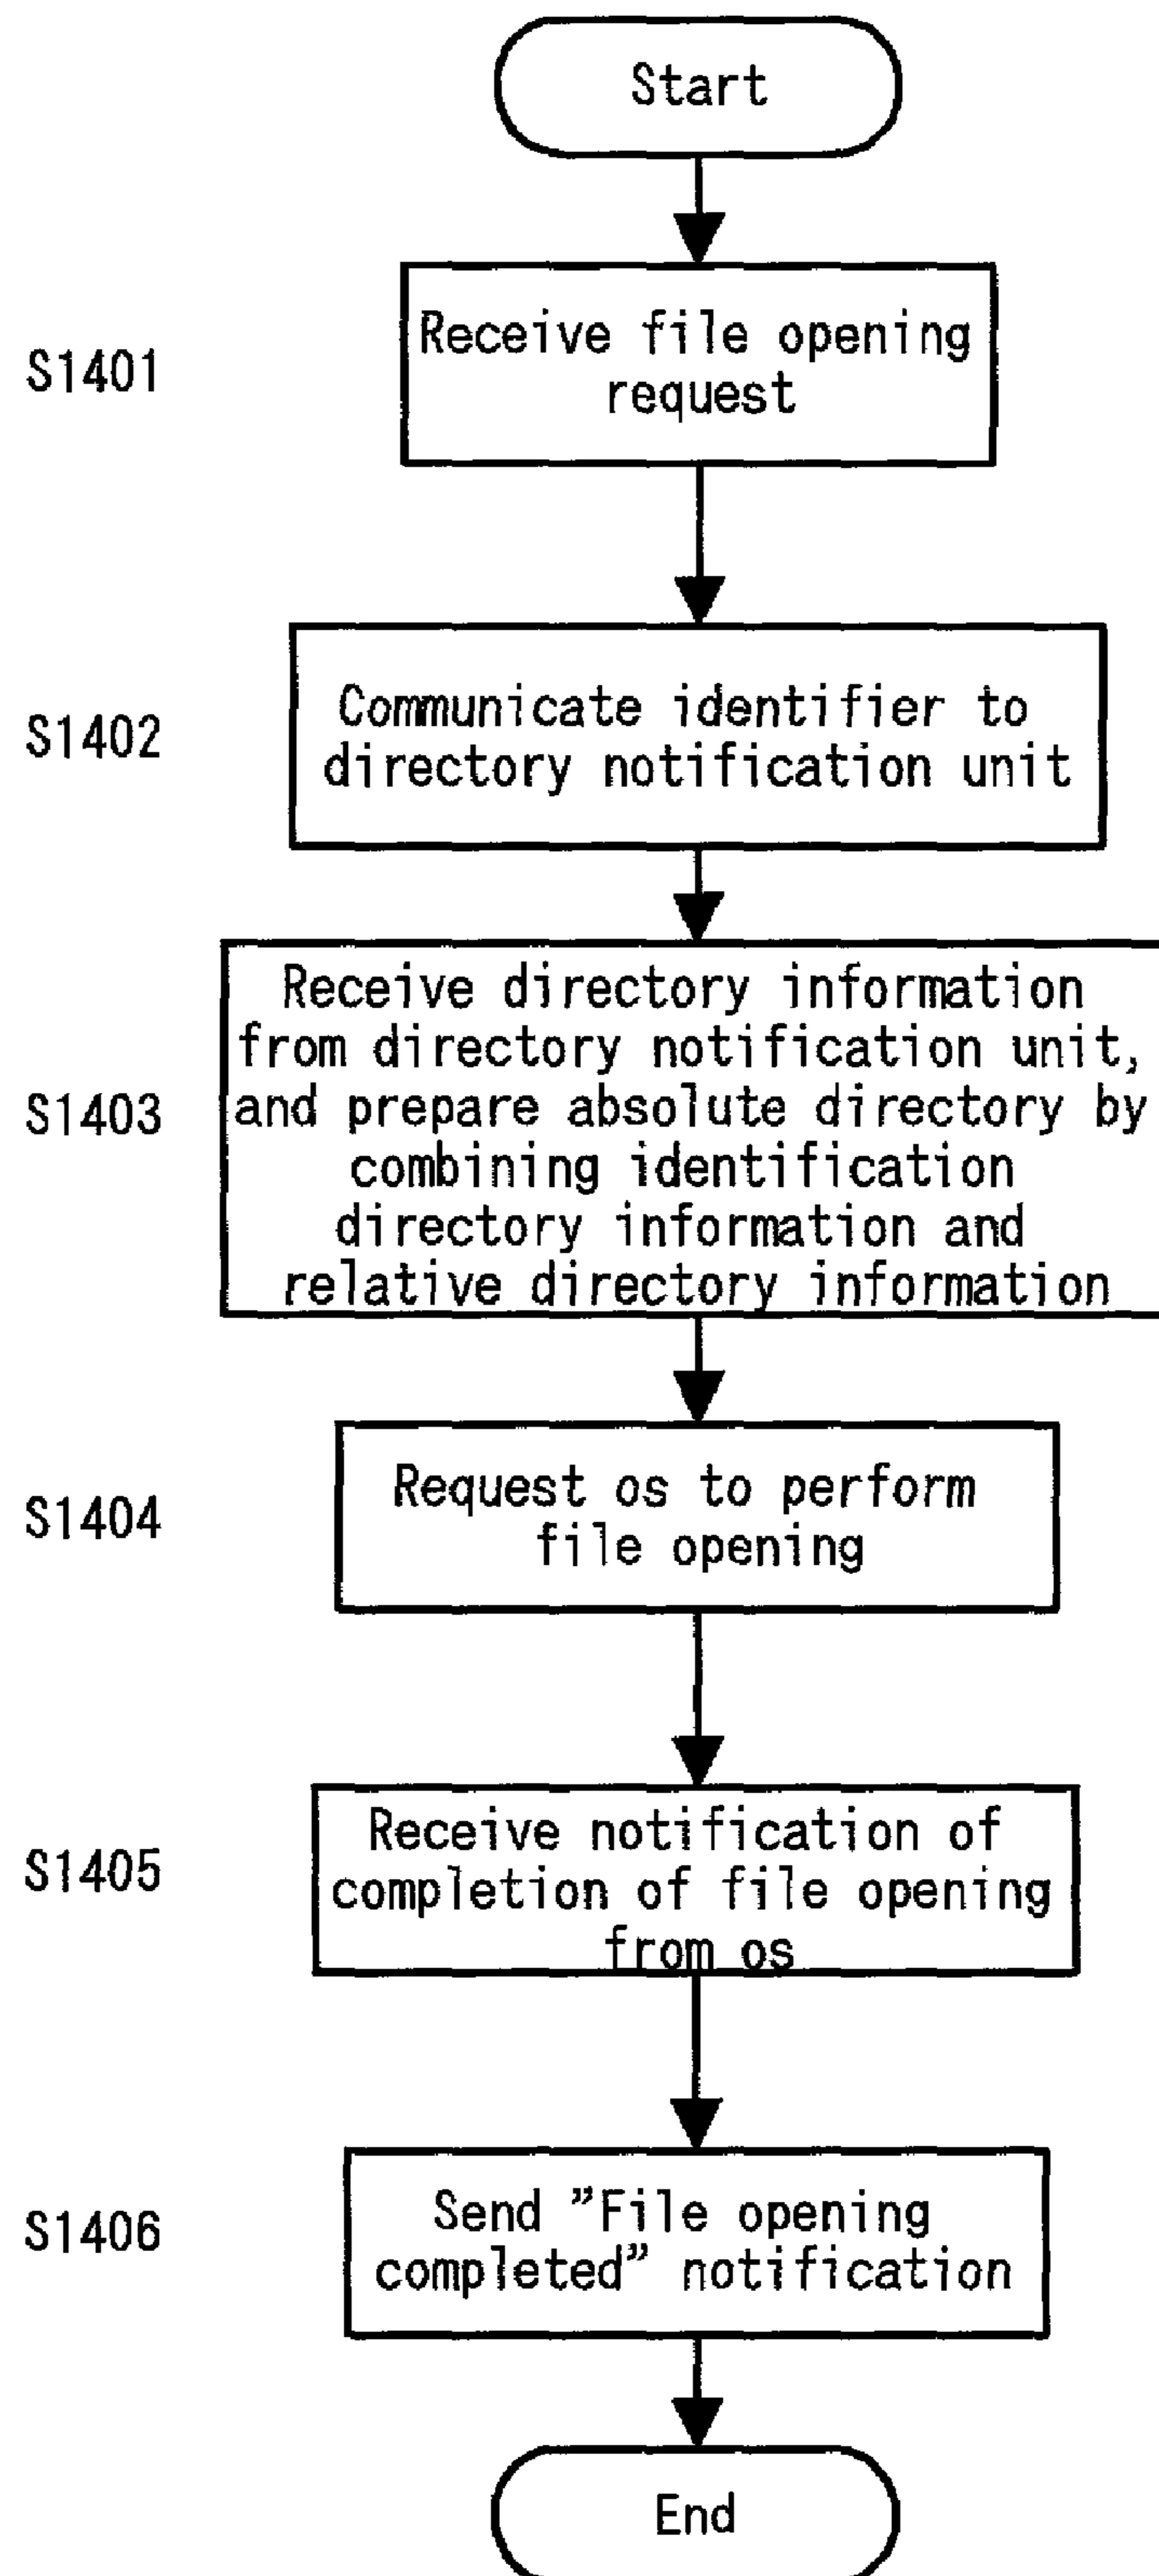 Start
S1401
Receive file opening
request
S1402
Communicate identifier to
directory notification unit
S1403
Receive directory information
from directory notification unit,
and prepare absolute directory by
combining identification
directory information and
relative directory information
S1404
Request os to perform
file opening
S1405
Receive notification of
completion of file opening
from os
S1406
Send ”File opening
completed” notification
End